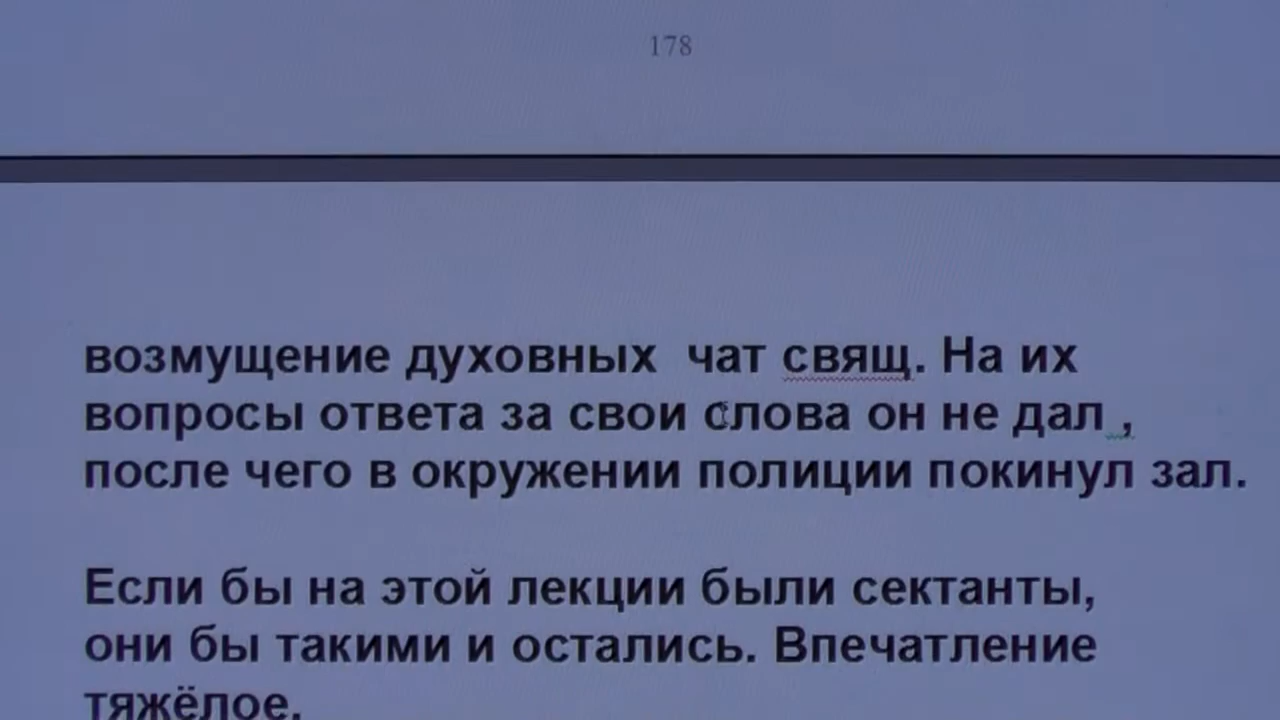 178
возмущение духовных чат свящ. На их
вопросы ответа за свои слова он не дал ,
после чего в окружении полиции покинул зал.
Если бы на этой лекции были сектанты,
они бы такими и остались. Впечатление
тяжёлое.